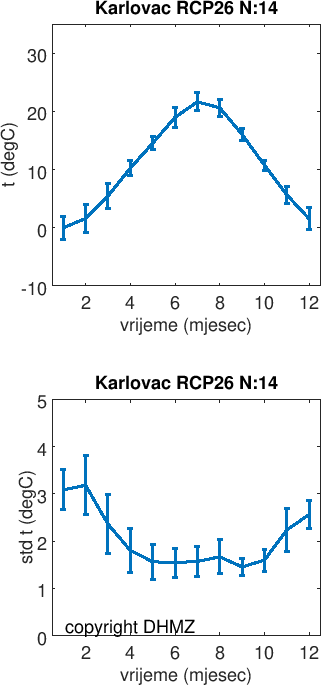 Karlovac RCP26 N:14
30
20
10
0
-10
t (degC)
2 4 6 8 10 12
vrijeme (mjesec)
Karlovac RCP26 N:14
5
4
3
2
1
0
std t (degC)
copyright DHMZ
2 4 6 8 10 12
vrijeme (mjesec)